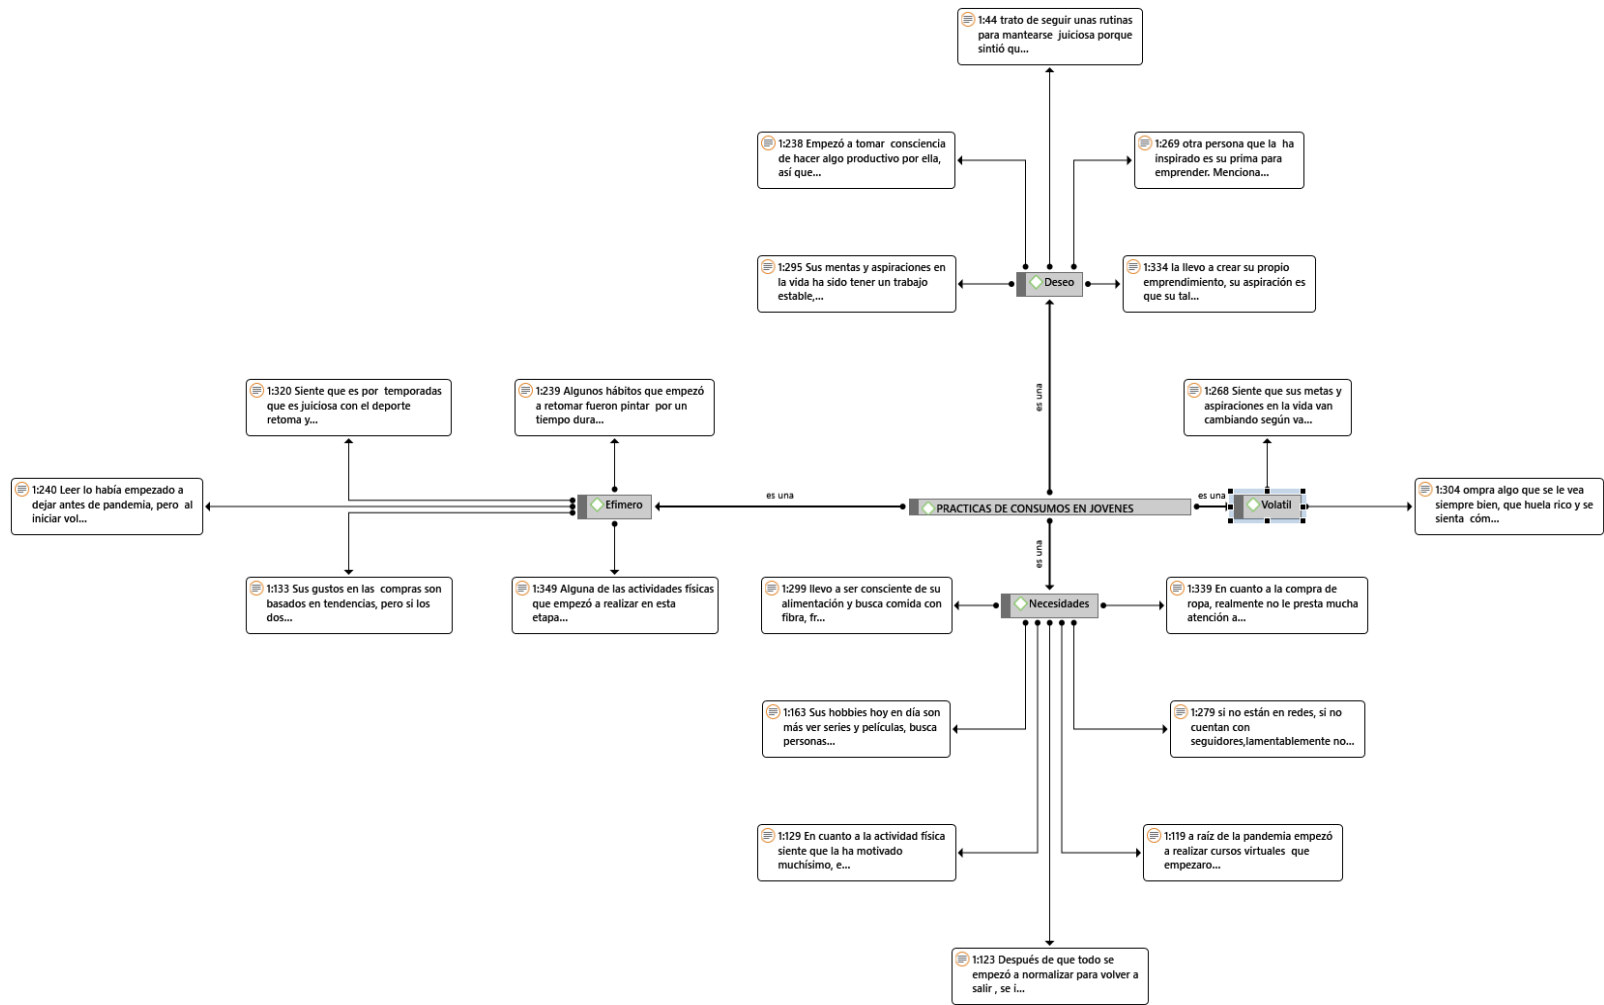 1:44 trato de seguir unas rutinas
para mantearse juiciosa porque
sintió qu...
1:238 Empezó a tomar consciencia
de hacer algo productivo por ella,
así que...
1:269 otra persona que la ha
inspirado es su prima para
emprender. Menciona...
1:295 Sus mentas y aspiraciones en
la vida ha sido tener un trabajo
estable,...
Deseo
1:334 la llevo a crear su propio
emprendimiento, su aspiración es
que su tal...
es una
1:320 Siente que es por temporadas
que es juiciosa con el deporte
retoma y...
1:239 Algunos hábitos que empezó
a retomar fueron pintar por un
tiempo dura...
1:268 Siente que sus metas y
aspiraciones en la vida van
cambiando según va...
1:240 Leer lo había empezado a
dejar antes de pandemia, pero al
iniciar vol...
Efimero
es una
PRACTICAS DE CONSUMOS EN JOVENES
es una
Volatil
1:304 ompra algo que se le vea
siempre bien, que huela rico y se
sienta cóm...
es una
1:133 Sus gustos en las compras son
basados en tendencias, pero si los
dos...
1:349 Alguna de las actividades físicas
que empezó a realizar en esta
etapa...
1:299 llevo a ser consciente de su
alimentación y busca comida con
fibra, fr...
Necesidades
1:339 En cuanto a la compra de
ropa, realmente no le presta mucha
atención a...
1:163 Sus hobbies hoy en día son
más ver series y películas, busca
personas...
1:279 si no están en redes, si no
cuentan con
seguidores,lamentablemente no...
1:129 En cuanto a la actividad física
siente que la ha motivado
muchísimo, e...
1:119 a raíz de la pandemia empezó
a realizar cursos virtuales que
empezaro...
1:123 Después de que todo se
empezó a normalizar para volver a
salir , se i...